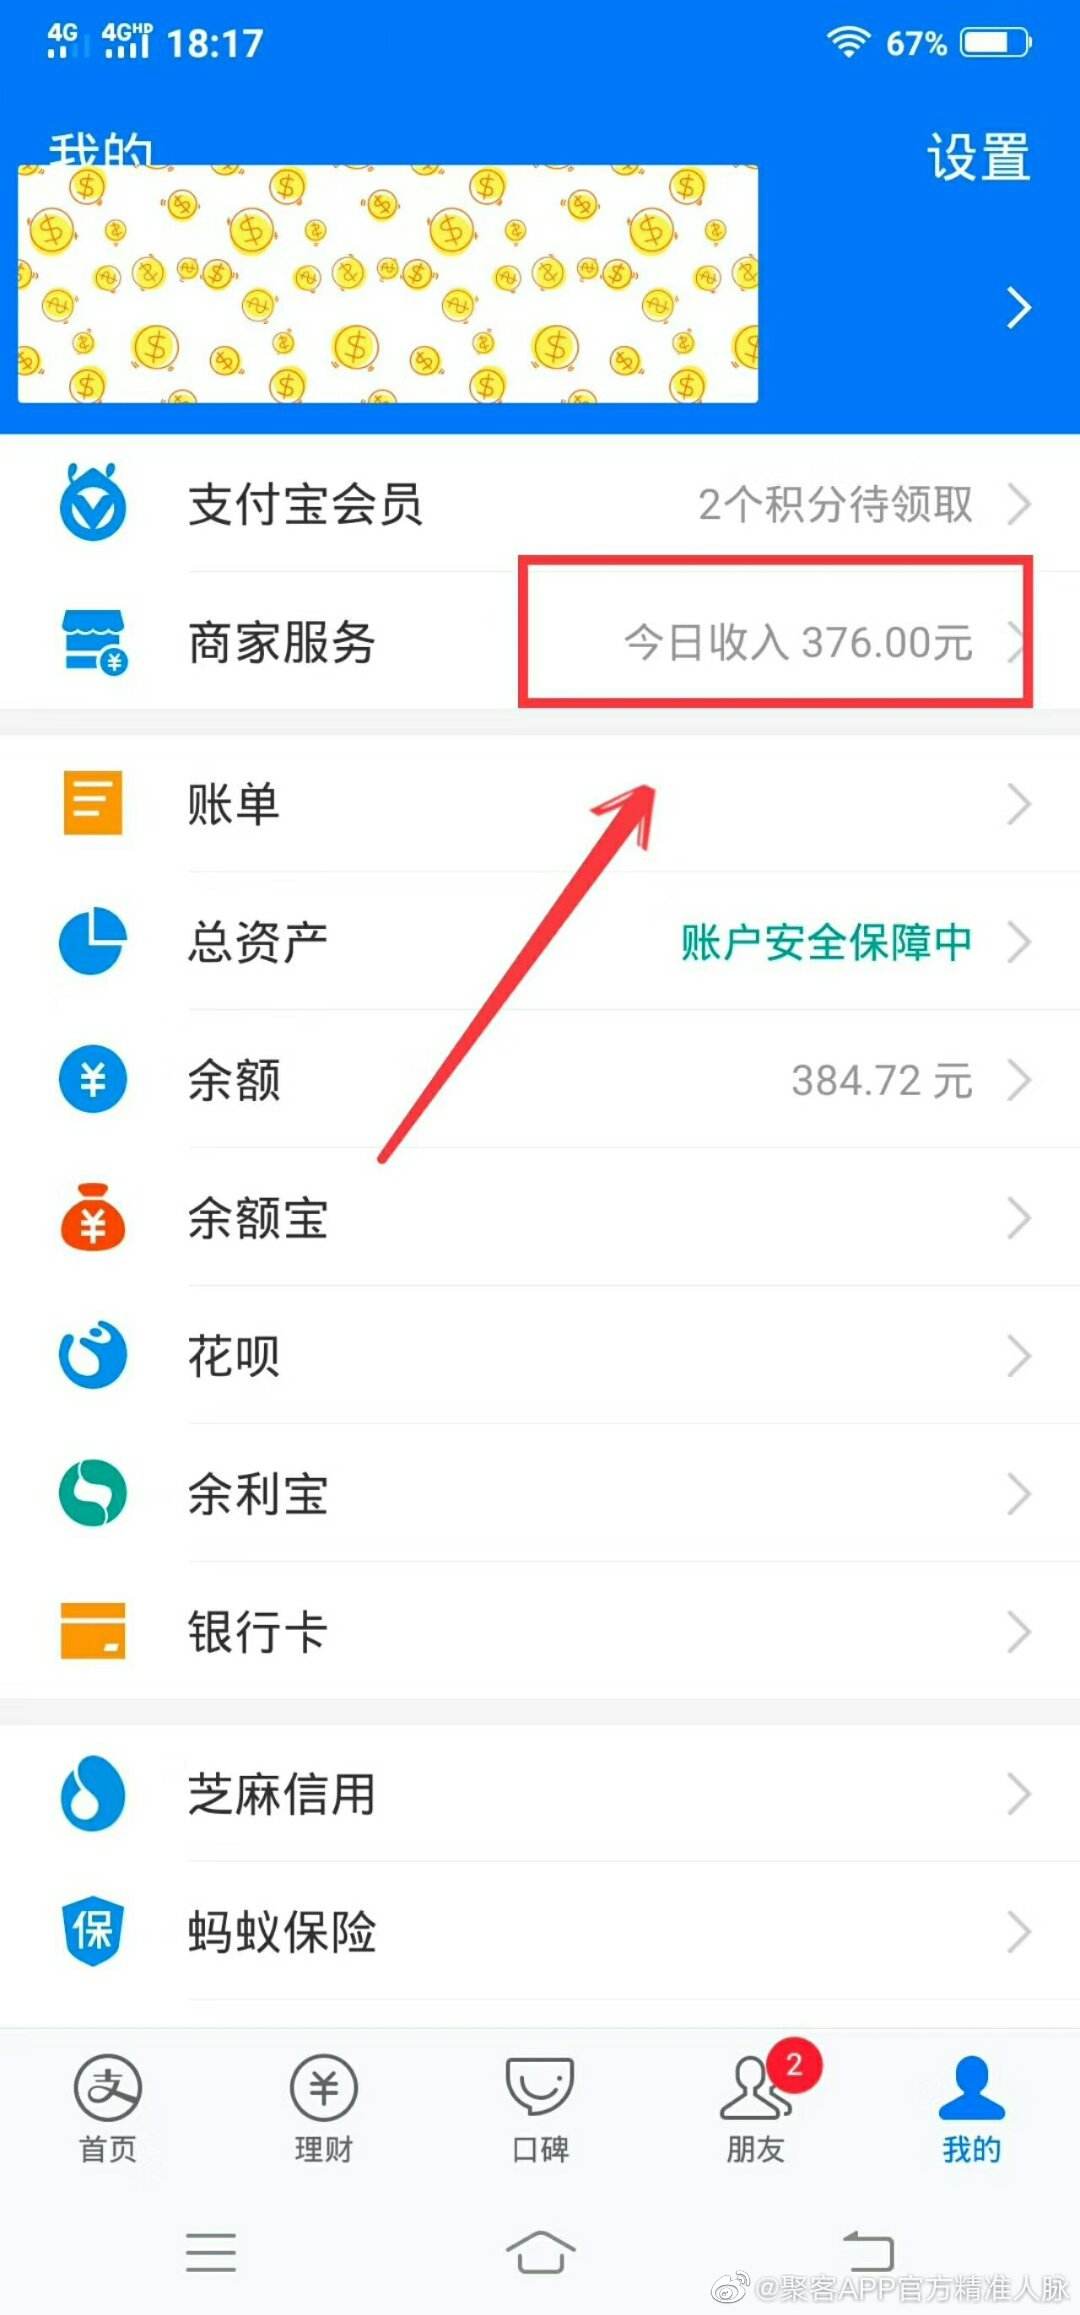 4G 4GHD 18:17 67%
我的 设置
支付宝会员 2个积分待领取
商家服务 今日收入 376.00元
账单
总资产 账户安全保障中
余额 384.72 元
余额宝
花呗
余利宝
银行卡
芝麻信用
保 蚂蚁保险
支 2
首页 理财 口碑 朋友 我的
@聚客APP官方精准人脉